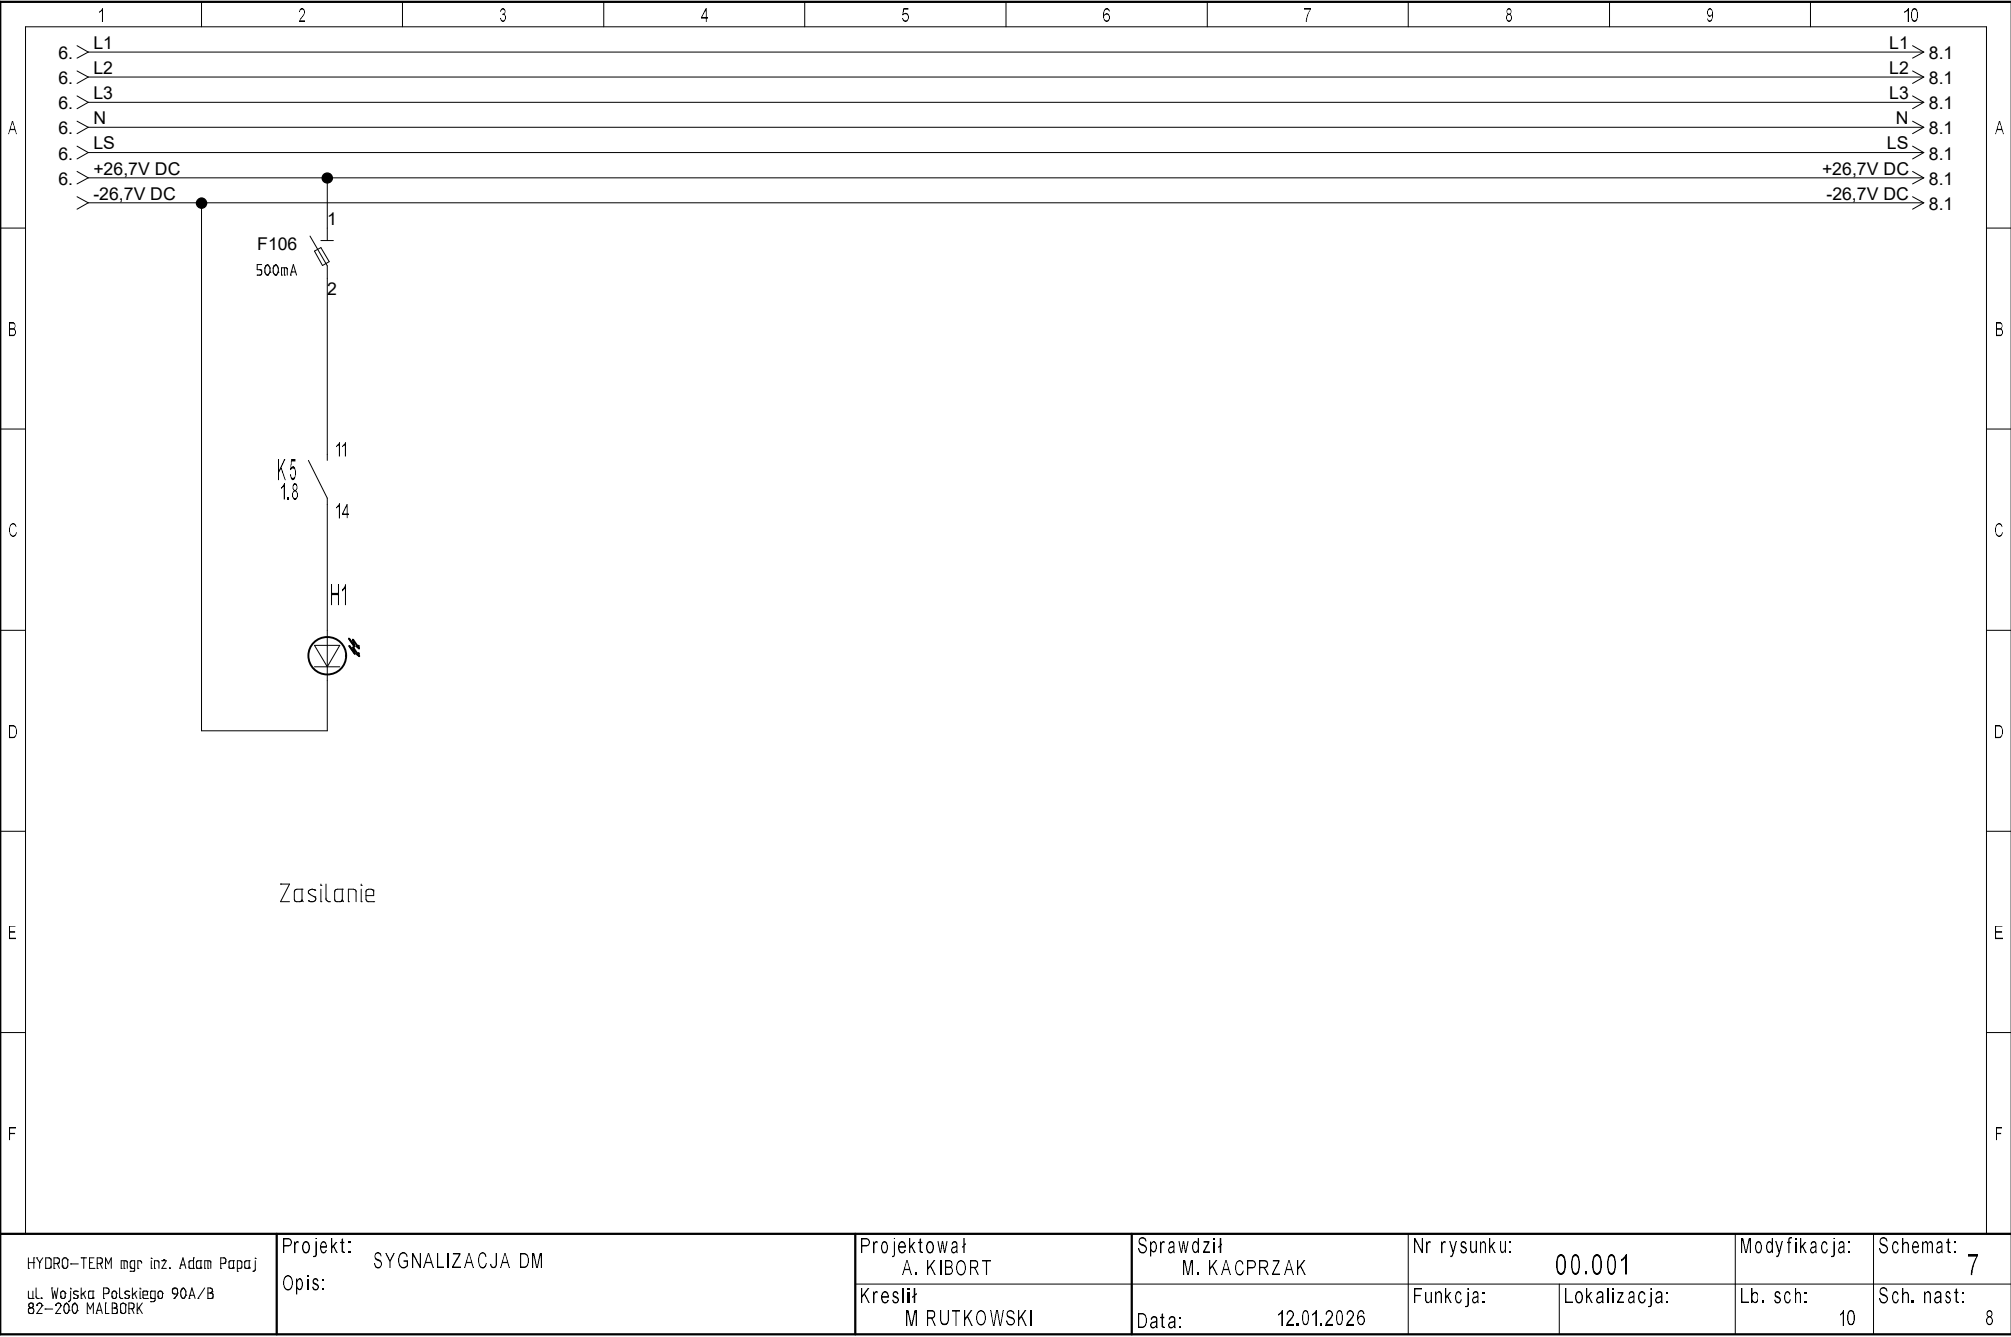 1 2 3 4 5 6 7 8 9 10
6. L1 L1 8.1
6. L2 L2 8.1
6. L3 L3 8.1
A 6. N N 8.1 A
6. LS LS 8.1
6. +26,7V DC +26,7V DC 8.1
-26,7V DC -26,7V DC 8.1
1
F106
500mA
2
B B
11
K5
1.8
14
C C
H1
D D
Zasilanie
E E
F F
HYDRO-TERM mgr inż. Adam Papaj
ul. Wojska Polskiego 90A/B
82-200 MALBORK
Projekt: SYGNALIZACJA DM
Opis:
Projektował
A. KIBORT
Kreslił
M RUTKOWSKI
Sprawdził
M. KACPRZAK
Data: 12.01.2026
Nr rysunku:
00.001
Funkcja:
Lokalizacja:
Modyfikacja:
Lb. sch:
10
Schemat:
7
Sch. nast:
8